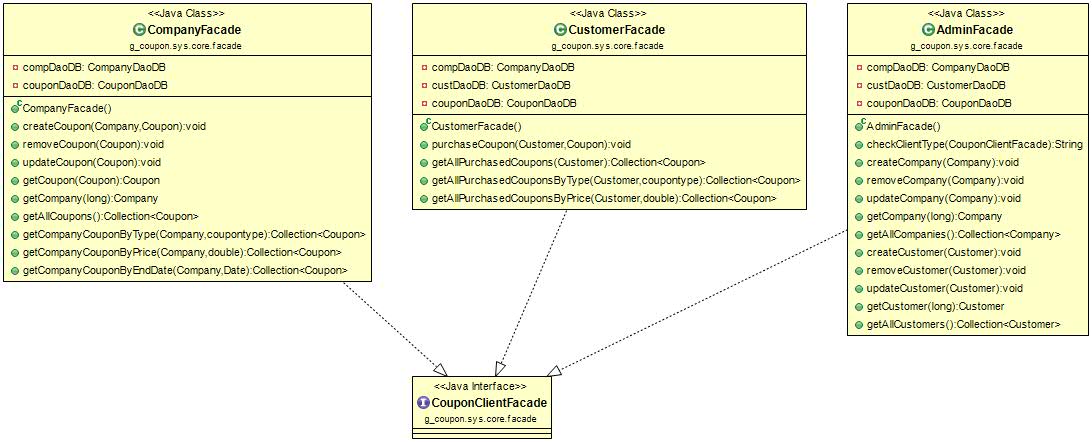 <<Java Class>>
CompanyFacade
g_coupon.sys.core.facade
compDaoDB: CompanyDaoDB
couponDaoDB: CouponDaoDB
CompanyFacade()
createCoupon(Company,Coupon):void
removeCoupon(Coupon):void
updateCoupon(Coupon):void
getCoupon(Coupon):Coupon
getCompany(long):Company
getAllCoupons():Collection<Coupon>
getCompanyCouponByType(Company,coupontype):Collection<Coupon>
getCompanyCouponByPrice(Company,double):Collection<Coupon>
getCompanyCouponByEndDate(Company,Date):Collection<Coupon>
<<Java Class>>
CustomerFacade
g_coupon.sys.core.facade
compDaoDB: CompanyDaoDB
custDaoDB: CustomerDaoDB
couponDaoDB: CouponDaoDB
CustomerFacade()
purchaseCoupon(Customer,Coupon):void
getAllPurchasedCoupons(Customer):Collection<Coupon>
getAllPurchasedCouponsByType(Customer,coupontype):Collection<Coupon>
getAllPurchasedCouponsByPrice(Customer,double):Collection<Coupon>
<<Java Class>>
AdminFacade
g_coupon.sys.core.facade
compDaoDB: CompanyDaoDB
custDaoDB: CustomerDaoDB
couponDaoDB: CouponDaoDB
AdminFacade()
checkClientType(CouponClientFacade):String
createCompany(Company):void
removeCompany(Company):void
updateCompany(Company):void
getCompany(long):Company
getAllCompanies():Collection<Company>
createCustomer(Customer):void
removeCustomer(Customer):void
updateCustomer(Customer):void
getCustomer(long):Customer
getAllCustomers():Collection<Customer>
<<Java Interface>>
CouponClientFacade
g_coupon.sys.core.facade